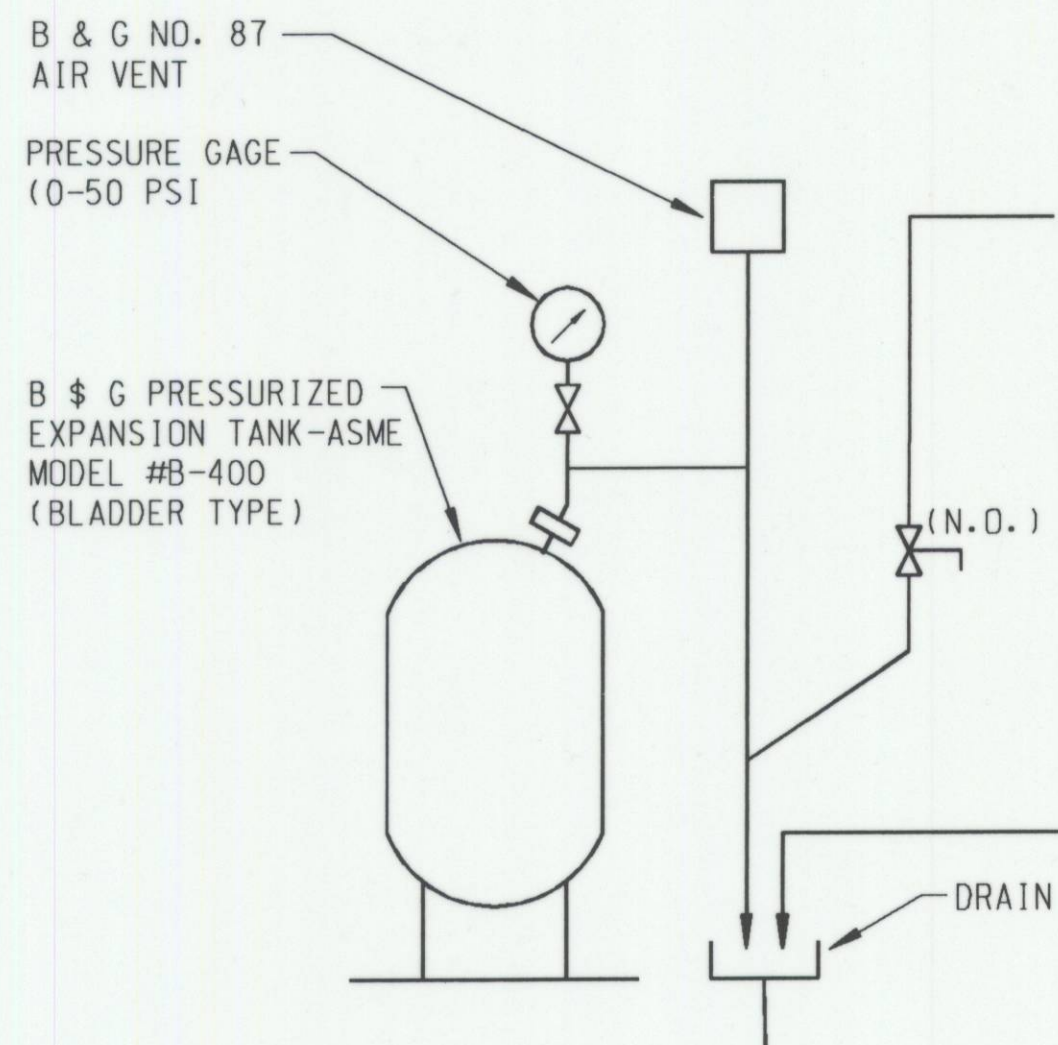 B & G NO. 87
AIR VENT
PRESSURE GAGE
(0-50 PSI
B $ G PRESSURIZED
EXPANSION TANK-ASME
MODEL #B-400
(BLADDER TYPE)
(N.O.)
DRAIN